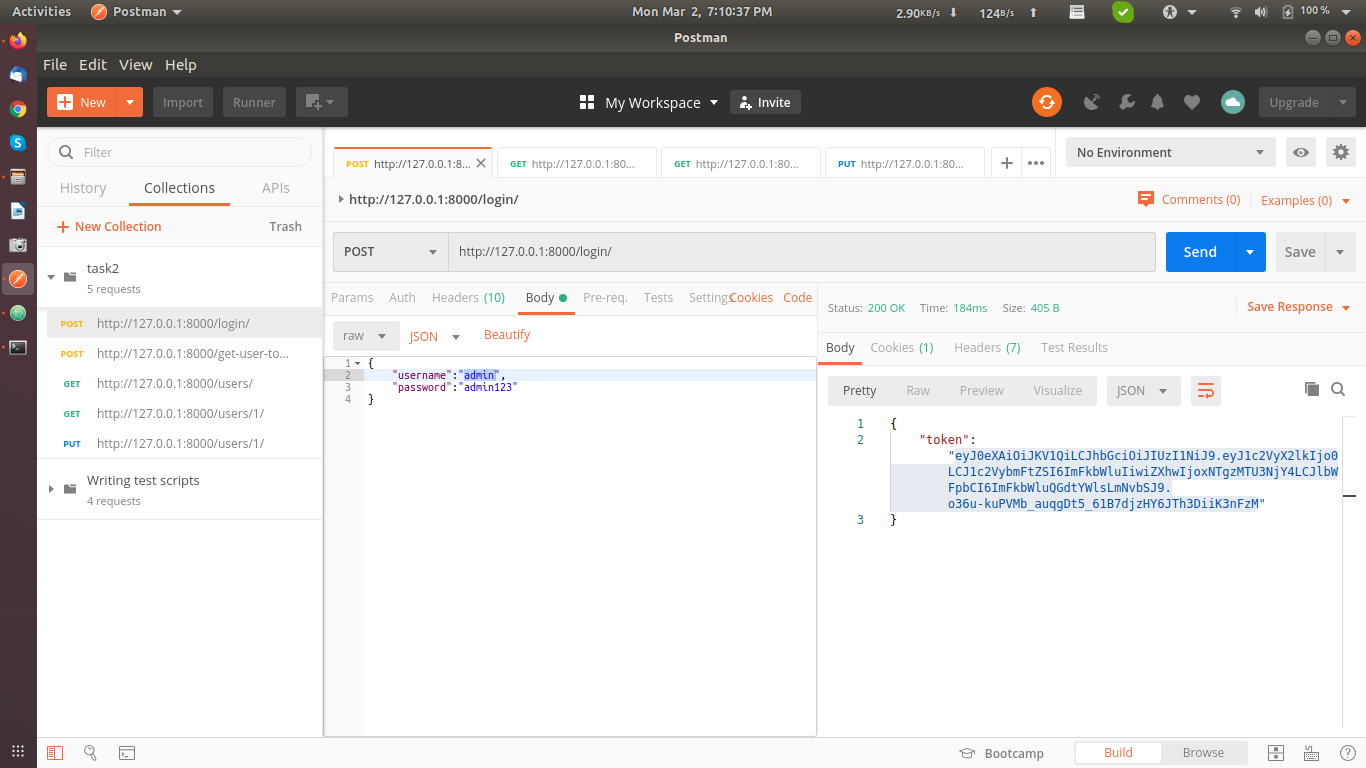 Activities Postman Mon Mar 2, 7:10:37 PM 2.90KB/s 124B/s 100 %
Postman
File Edit View Help
New Import Runner My Workspace Invite Upgrade
Filter
History Collections APIs
New Collection Trash
task2
5 requests
POST http://127.0.0.1:8000/login/
POST http://127.0.0.1:8000/get-user-to...
GET http://127.0.0.1:8000/users/
GET http://127.0.0.1:8000/users/1/
PUT http://127.0.0.1:8000/users/1/
Writing test scripts
4 requests
POST http://127.0.0.1:8... GET http://127.0.0.1:80... GET http://127.0.0.1:80... PUT http://127.0.0.1:80... No Environment
http://127.0.0.1:8000/login/ Comments (0) Examples (0)
POST http://127.0.0.1:8000/login/ Send Save
Params Auth Headers (10) Body Pre-req. Tests Settings Cookies Code
raw JSON Beautify
1 {
2 "username":"admin",
3 "password":"admin123"
4 }
Status: 200 OK Time: 184ms Size: 405 B Save Response
Body Cookies (1) Headers (7) Test Results
Pretty Raw Preview Visualize JSON
1 {
2 "token":
"eyJ0eXAiOiJKV1QiLCJhbGciOiJIUzI1NiJ9.eyJ1c2VyX2lkIjo0
LCJ1c2VybmFtZSI6ImFkbWluIiwiZXhwIjoxNTgzMTU3NjY4LCJlbW
FpbCI6ImFkbWluQGdtYWlsLmNvbSJ9.
o36u-kuPVMb_auqgDt5_61B7djzHY6JTh3DiiK3nFzM"
3 }
Bootcamp Build Browse